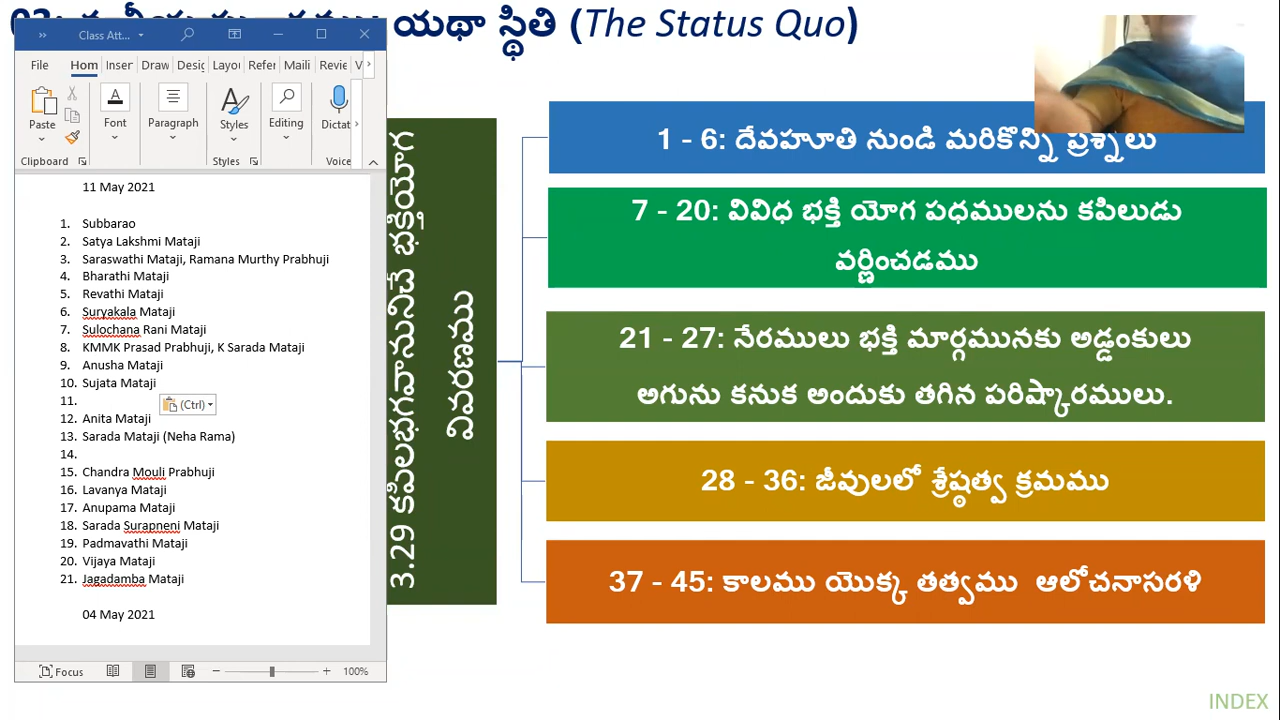 యథా స్థితి (The Status Quo)
Class Att...
File Hom Inser Draw Desig Layou Refer Maili Revie V
Paste Font Paragraph Styles Editing Dictat
Clipboard Styles Voice
11 May 2021
1. Subbarao
2. Satya Lakshmi Mataji
3. Saraswathi Mataji, Ramana Murthy Prabhuji
4. Bharathi Mataji
5. Revathi Mataji
6. Suryakala Mataji
7. Sulochana Rani Mataji
8. KMMK Prasad Prabhuji, K Sarada Mataji
9. Anusha Mataji
10. Sujata Mataji
11. (Ctrl)
12. Anita Mataji
13. Sarada Mataji (Neha Rama)
14.
15. Chandra Mouli Prabhuji
16. Lavanya Mataji
17. Anupama Mataji
18. Sarada Surapneni Mataji
19. Padmavathi Mataji
20. Vijaya Mataji
21. Jagadamba Mataji
04 May 2021
Focus 100%
3.29 కపిలభగవానునిచే భక్తియోగ
వివరణము
1 - 6: దేవహూతి నుండి మరికొన్ని ప్రశ్నలు
7 - 20: వివిధ భక్తి యోగ పధములను కపిలుడు
వర్ణించడము
21 - 27: నేరములు భక్తి మార్గమునకు అడ్డంకులు
అగును కనుక అందుకు తగిన పరిష్కారములు.
28 - 36: జీవులలో శ్రేష్ఠత్వ క్రమము
37 - 45: కాలము యొక్క తత్వము ఆలోచనాసరళి
INDEX